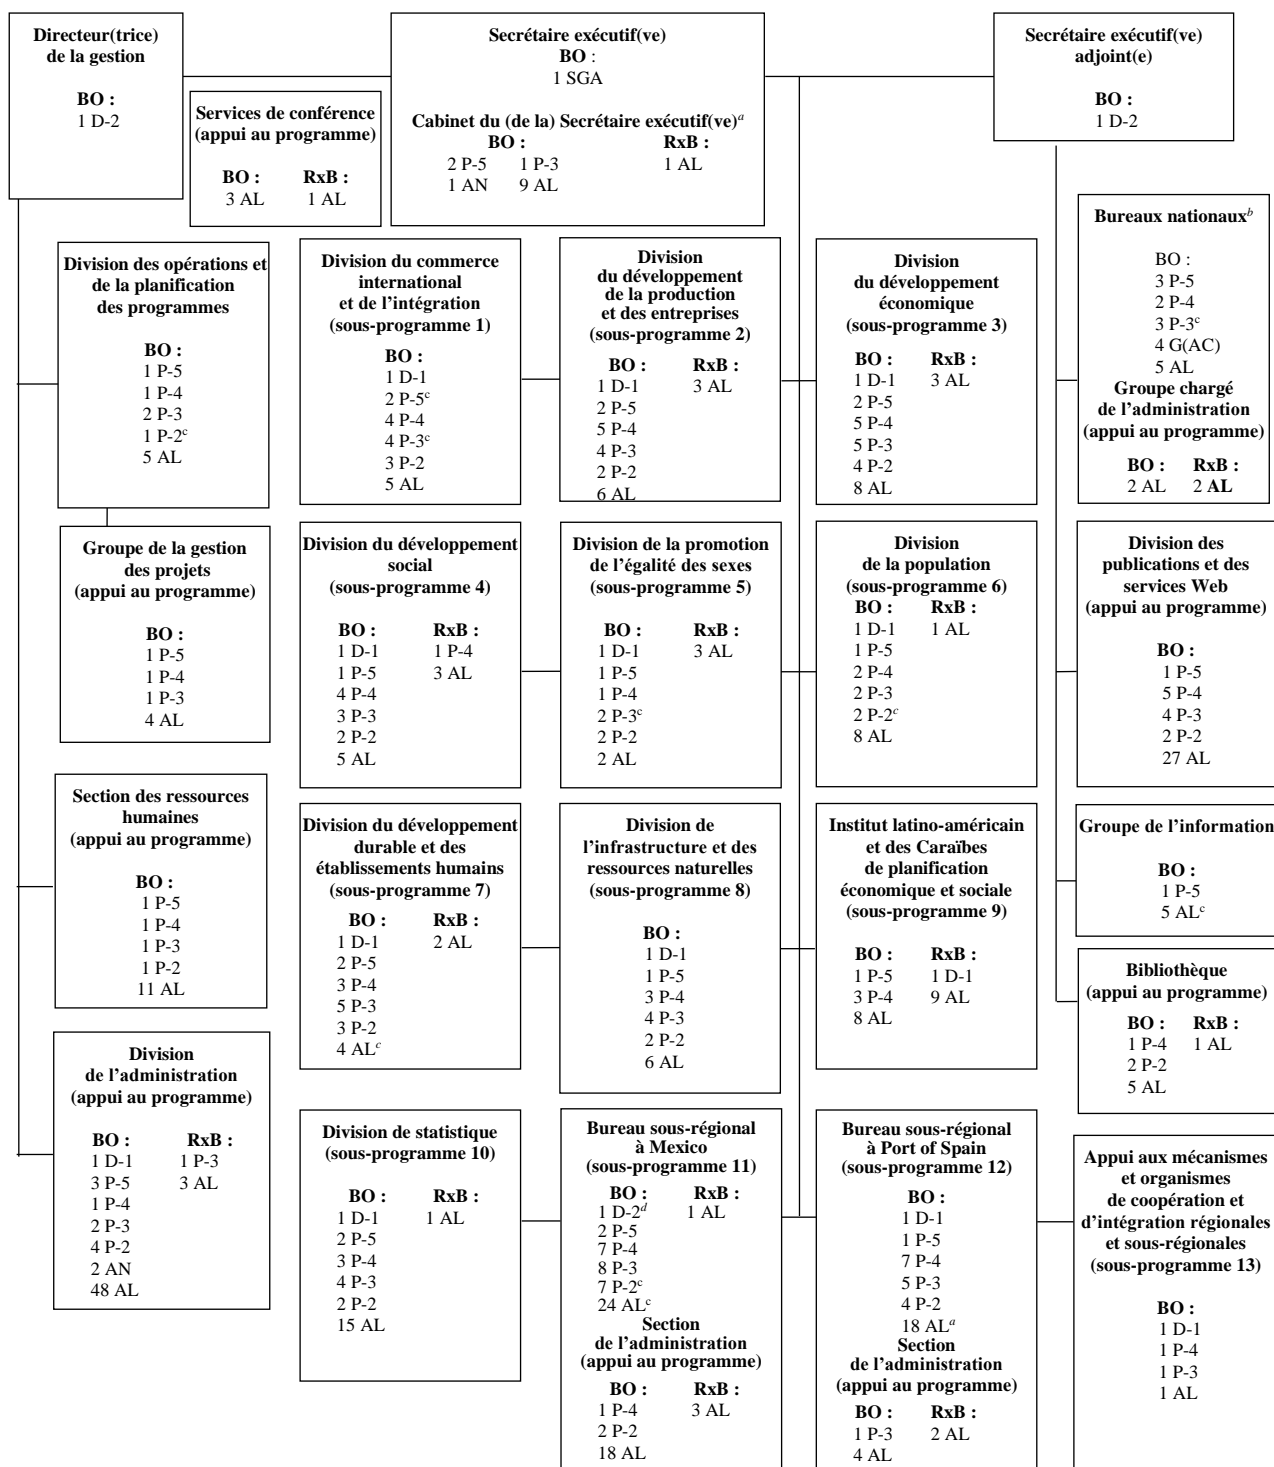 Directeur(trice)
de la gestion
BO :
1 D-2
Services de conférence
(appui au programme)
BO : RxB :
3 AL 1 AL
Secrétaire exécutif(ve)
BO :
1 SGA
Cabinet du (de la) Secrétaire exécutif(ve)a
BO : RxB :
2 P-5 1 P-3 1 AL
1 AN 9 AL
Secrétaire exécutif(ve)
adjoint(e)
BO :
1 D-2
Division des opérations et
de la planification
des programmes
BO :
1 P-5
1 P-4
2 P-3
1 P-2c
5 AL
Division du commerce
international
et de l'intégration
(sous-programme 1)
BO :
1 D-1
2 P-5c
4 P-4
4 P-3c
3 P-2
5 AL
Division
du développement
de la production
et des entreprises
(sous-programme 2)
BO : RxB :
1 D-1 3 AL
2 P-5
5 P-4
4 P-3
2 P-2
6 AL
Division
du développement
économique
(sous-programme 3)
BO : RxB :
1 D-1 3 AL
2 P-5
5 P-4
5 P-3
4 P-2
8 AL
Bureaux nationauxb
BO :
3 P-5
2 P-4
3 P-3c
4 G(AC)
5 AL
Groupe chargé
de l'administration
(appui au programme)
BO : RxB :
2 AL 2 AL
Groupe de la gestion
des projets
(appui au programme)
BO :
1 P-5
1 P-4
1 P-3
4 AL
Division du développement
social
(sous-programme 4)
BO : RxB :
1 D-1 1 P-4
1 P-5 3 AL
4 P-4
3 P-3
2 P-2
5 AL
Division de la promotion
de l'égalité des sexes
(sous-programme 5)
BO : RxB :
1 D-1 3 AL
1 P-5
1 P-4
2 P-3c
2 P-2
2 AL
Division
de la population
(sous-programme 6)
BO : RxB :
1 D-1 1 AL
1 P-5
2 P-4
2 P-3
2 P-2c
8 AL
Division des
publications et des
services Web
(appui au programme)
BO :
1 P-5
5 P-4
4 P-3
2 P-2
27 AL
Section des ressources
humaines
(appui au programme)
BO :
1 P-5
1 P-4
1 P-3
1 P-2
11 AL
Division du développement
durable et des
établissements humains
(sous-programme 7)
BO : RxB :
1 D-1 2 AL
2 P-5
3 P-4
5 P-3
3 P-2
4 ALc
Division de
l'infrastructure et des
ressources naturelles
(sous-programme 8)
BO :
1 D-1
1 P-5
3 P-4
4 P-3
2 P-2
6 AL
Institut latino-américain
et des Caraïbes
de planification
économique et sociale
(sous-programme 9)
BO : RxB :
1 P-5 1 D-1
3 P-4 9 AL
8 AL
Groupe de l'information
BO :
1 P-5
5 ALc
Bibliothèque
(appui au programme)
BO : RxB :
1 P-4 1 AL
2 P-2
5 AL
Division
de l'administration
(appui au programme)
BO : RxB :
1 D-1 1 P-3
3 P-5 3 AL
1 P-4
2 P-3
4 P-2
2 AN
48 AL
Division de statistique
(sous-programme 10)
BO : RxB :
1 D-1 1 AL
2 P-5
3 P-4
4 P-3
2 P-2
15 AL
Bureau sous-régional
à Mexico
(sous-programme 11)
BO : RxB :
1 D-2d 1 AL
2 P-5
7 P-4
8 P-3
7 P-2c
24 ALc
Section
de l'administration
(appui au programme)
BO : RxB :
1 P-4 3 AL
2 P-2
18 AL
Bureau sous-régional
à Port of Spain
(sous-programme 12)
BO :
1 D-1
1 P-5
7 P-4
5 P-3
4 P-2
18 ALa
Section
de l'administration
(appui au programme)
BO : RxB :
1 P-3 2 AL
4 AL
Appui aux mécanismes
et organismes
de coopération et
d'intégration régionales
et sous-régionales
(sous-programme 13)
BO :
1 D-1
1 P-4
1 P-3
1 AL